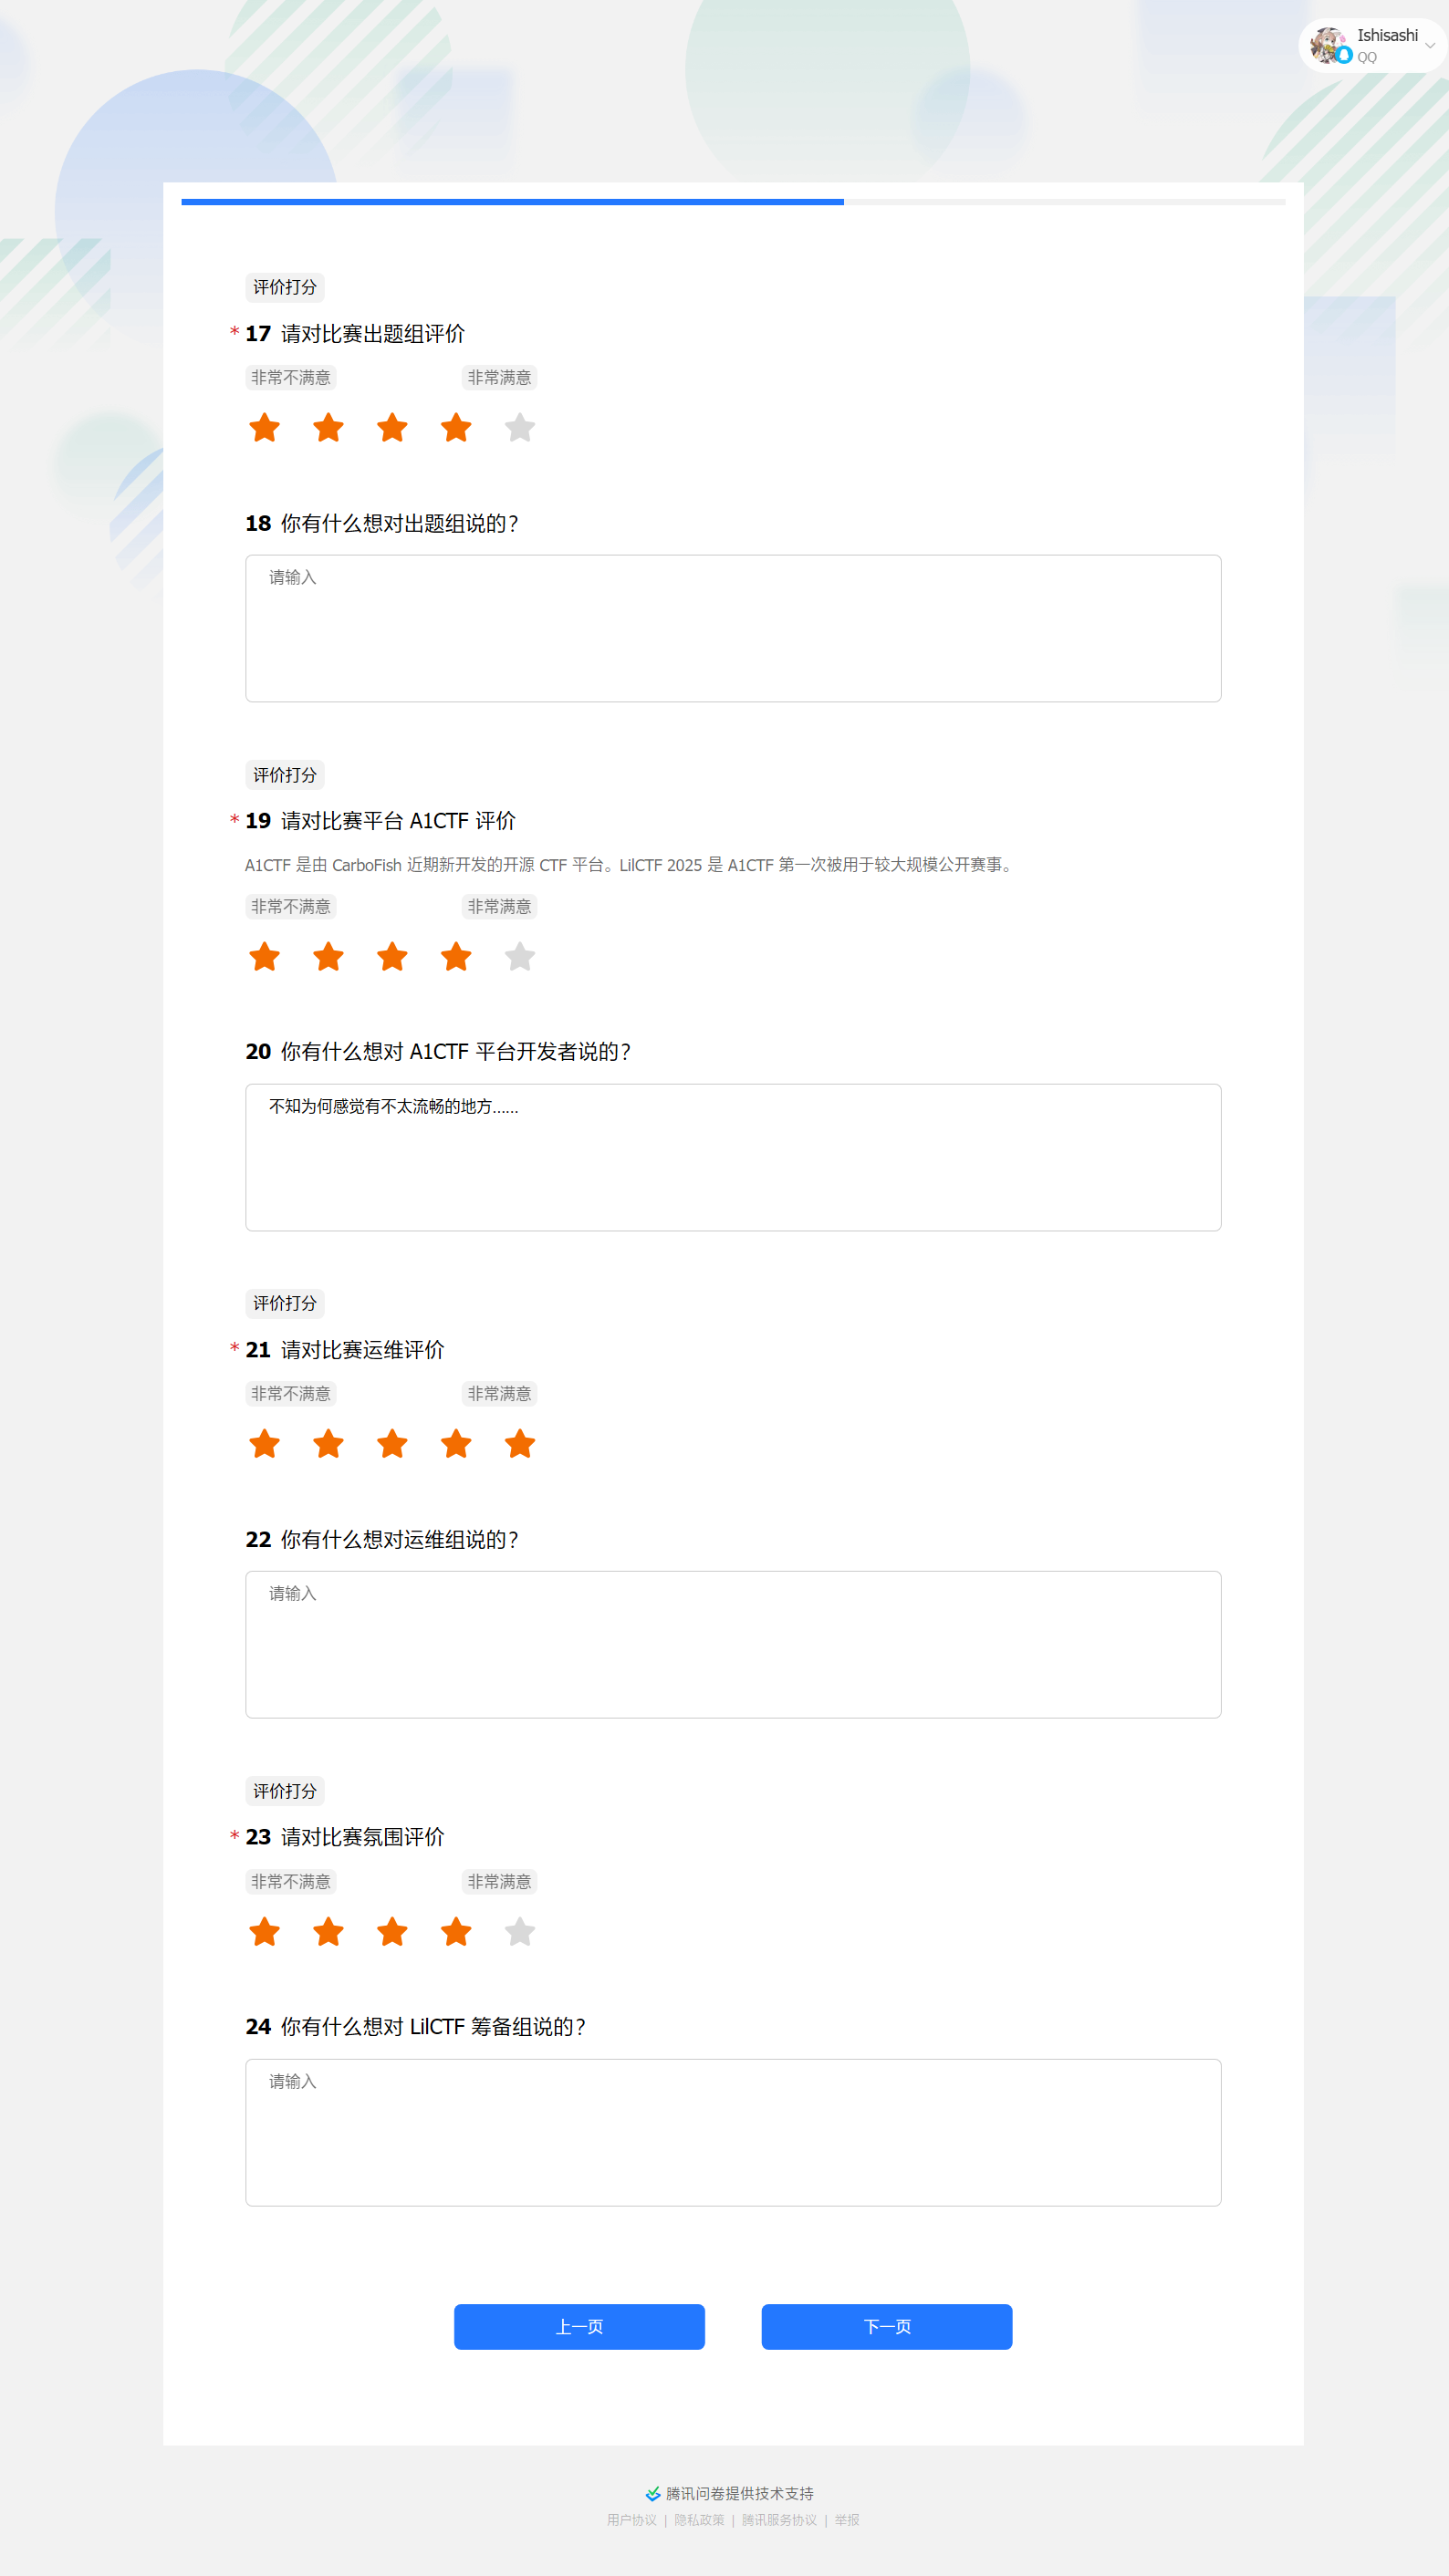 Ishisashi
QQ
评价打分
* 17 请对比赛出题组评价
非常不满意 非常满意
18 你有什么想对出题组说的?
请输入
评价打分
* 19 请对比赛平台 A1CTF 评价
A1CTF 是由 CarboFish 近期新开发的开源 CTF 平台。LilCTF 2025 是 A1CTF 第一次被用于较大规模公开赛事。
非常不满意 非常满意
20 你有什么想对 A1CTF 平台开发者说的?
不知为何感觉有不太流畅的地方……
评价打分
* 21 请对比赛运维评价
非常不满意 非常满意
22 你有什么想对运维组说的?
请输入
评价打分
* 23 请对比赛氛围评价
非常不满意 非常满意
24 你有什么想对 LilCTF 筹备组说的?
请输入
上一页 下一页
腾讯问卷提供技术支持
用户协议 | 隐私政策 | 腾讯服务协议 | 举报